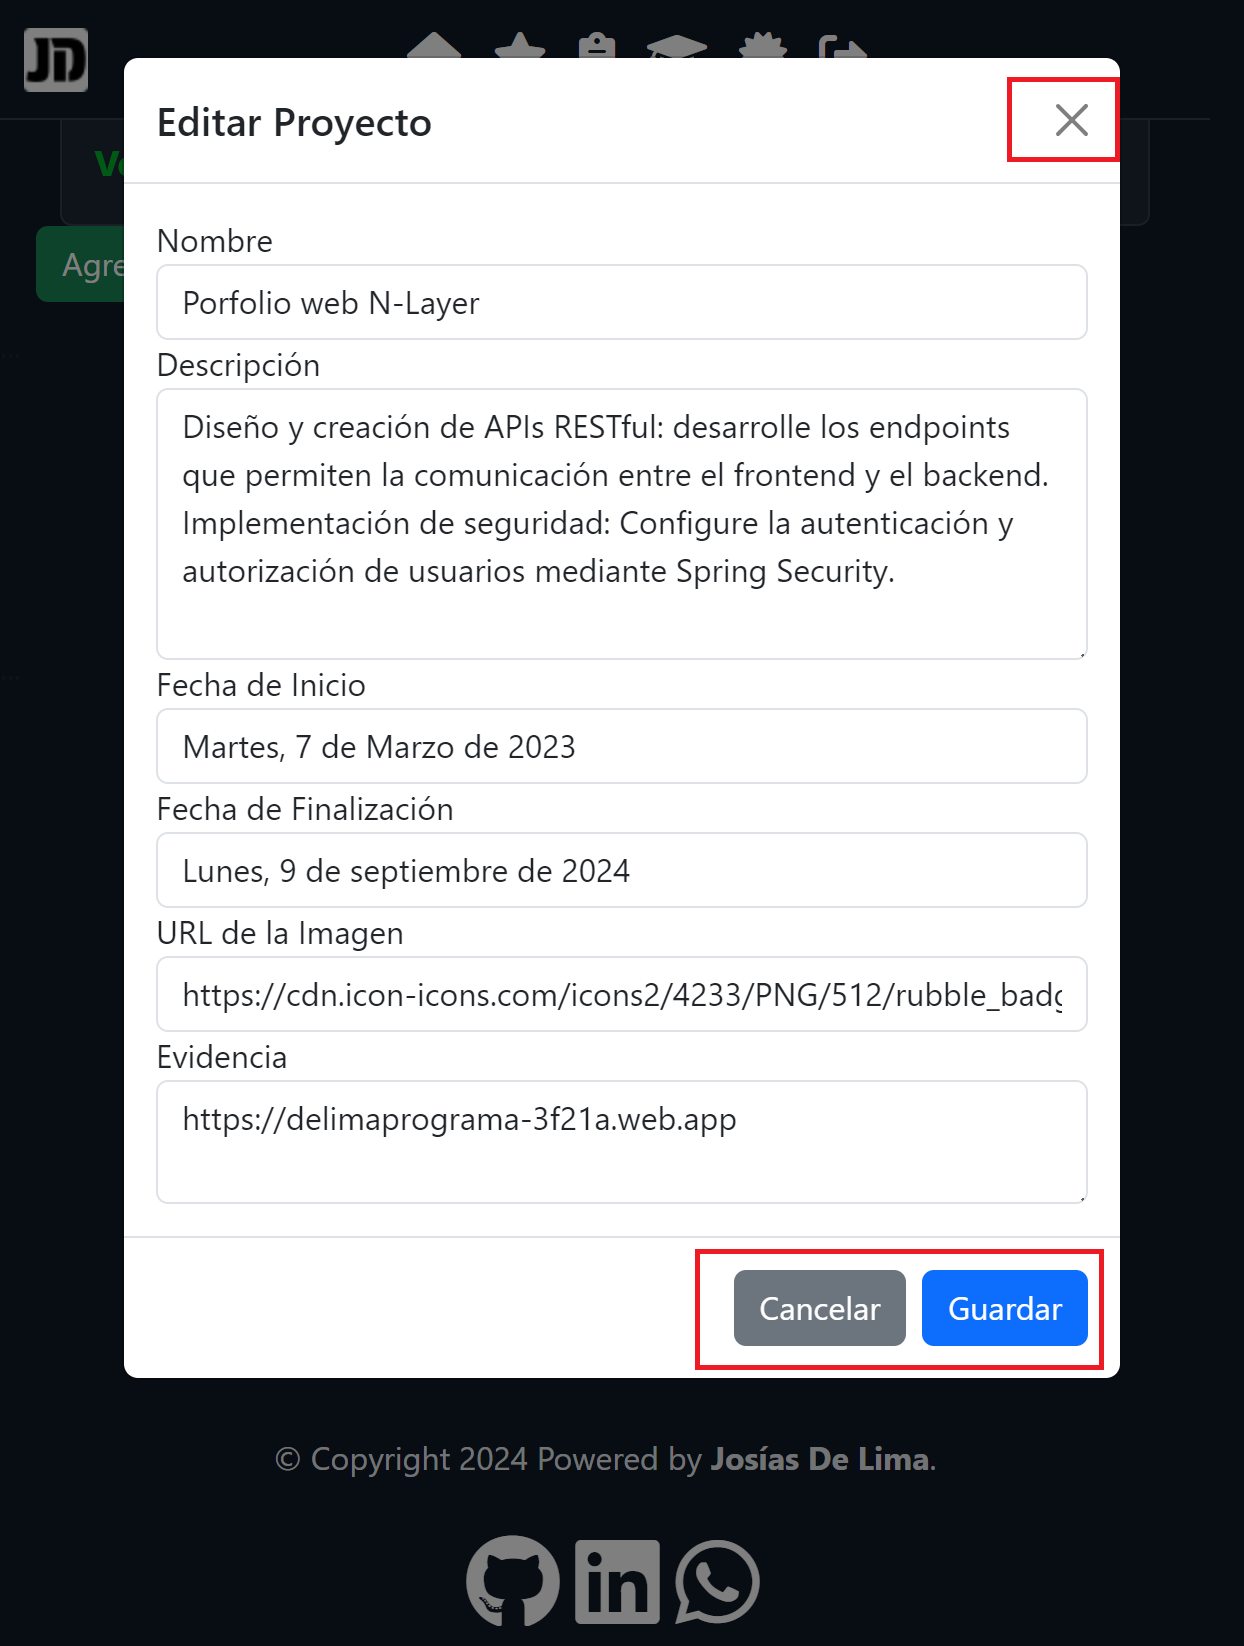 JD
Editar Proyecto
Agre
Nombre
Porfolio web N-Layer
Descripción
Diseño y creación de APIs RESTful: desarrolle los endpoints
que permiten la comunicación entre el frontend y el backend.
Implementación de seguridad: Configure la autenticación y
autorización de usuarios mediante Spring Security.
Fecha de Inicio
Martes, 7 de Marzo de 2023
Fecha de Finalización
Lunes, 9 de septiembre de 2024
URL de la Imagen
https://cdn.icon-icons.com/icons2/4233/PNG/512/rubble_badg
Evidencia
https://delimaprograma-3f21a.web.app
Cancelar Guardar
© Copyright 2024 Powered by Josías De Lima.
in